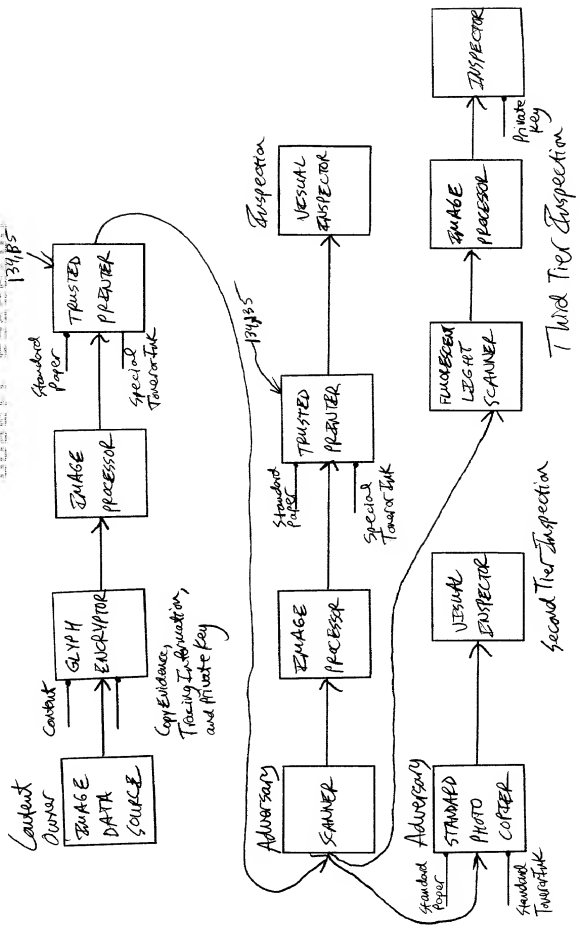 Content
Owner
IMAGE
DATA
SOURCE
Content
GLYPH
ENCRYPTOR
Copy Evidence,
Tracing Information,
and Private Key
IMAGE
PROCESSOR
Standard
Paper
TRUSTED
PRINTER
Special
Toner or Ink
134,135
Adversary
SCANNER
IMAGE
PROCESSOR
Standard
Paper
TRUSTED
PRINTER
Special
Toner or Ink
134,135
Inspection
VISUAL
INSPECTOR
Adversary
Standard
Paper
STANDARD
PHOTO
COPIER
Standard
Toner or Ink
VISUAL
INSPECTOR
Second Tier Inspection
FLUORESCENT
LIGHT
SCANNER
IMAGE
PROCESSOR
INSPECTOR
Private
Key
Third Tier Inspection